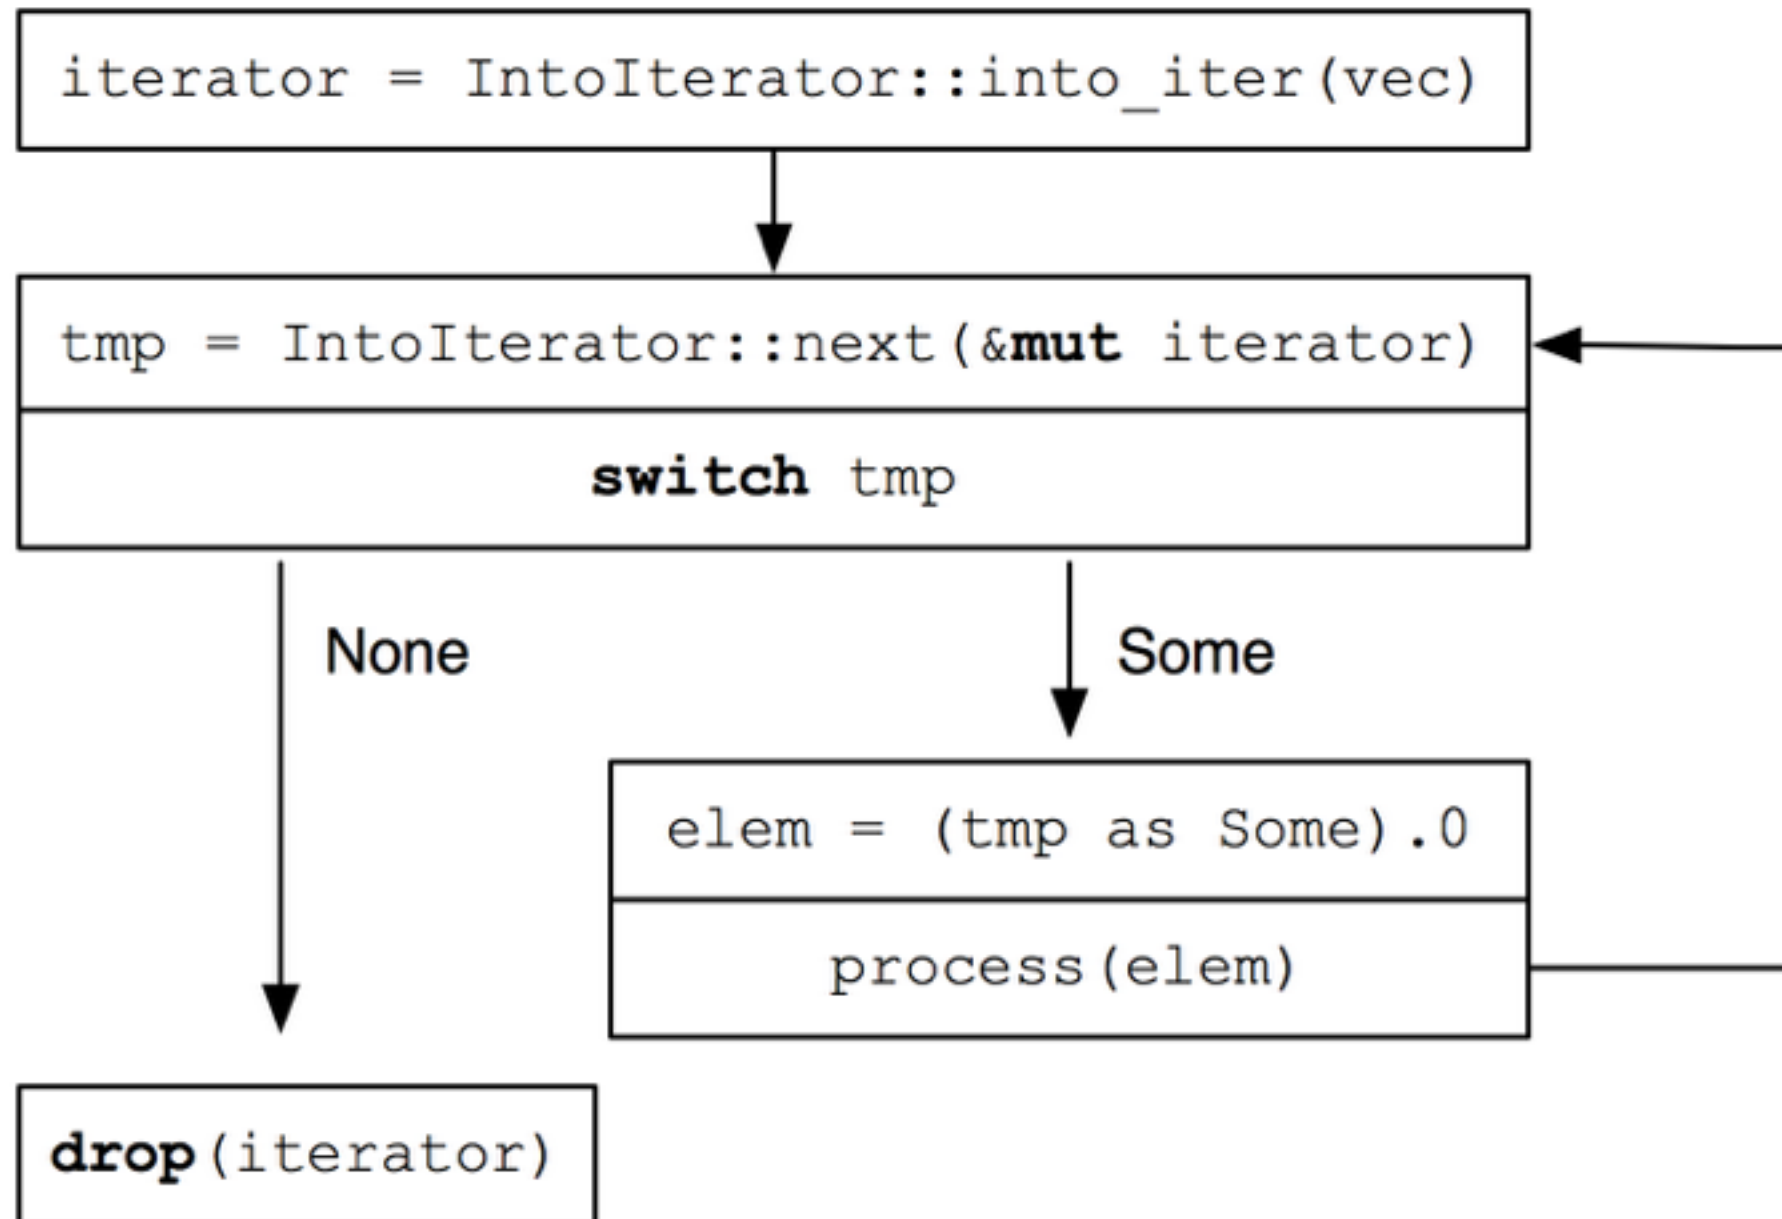 iterator = IntoIterator::into_iter(vec)
tmp = IntoIterator::next(&mut iterator)
switch tmp
None
Some
elem = (tmp as Some).0
process(elem)
drop(iterator)